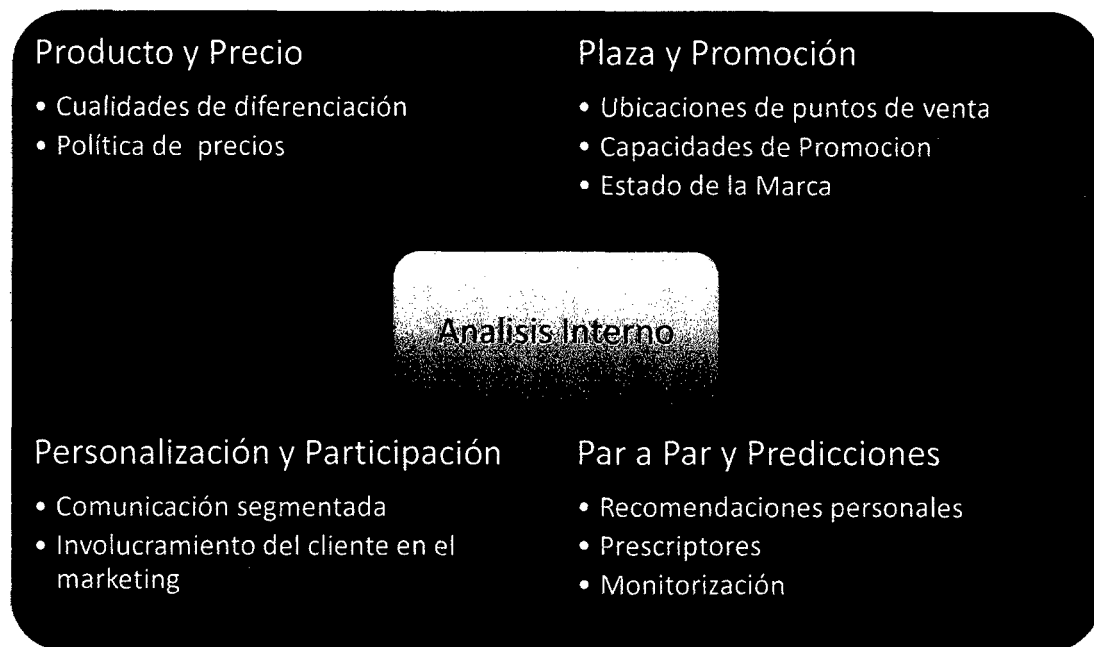 Producto y Precio
• Cualidades de diferenciación
• Política de precios
Plaza y Promoción
• Ubicaciones de puntos de venta
• Capacidades de Promocion
• Estado de la Marca
Analisis Interno
Personalización y Participación
• Comunicación segmentada
• Involucramiento del cliente en el
marketing
Par a Par y Predicciones
• Recomendaciones personales
• Prescriptores
• Monitorización